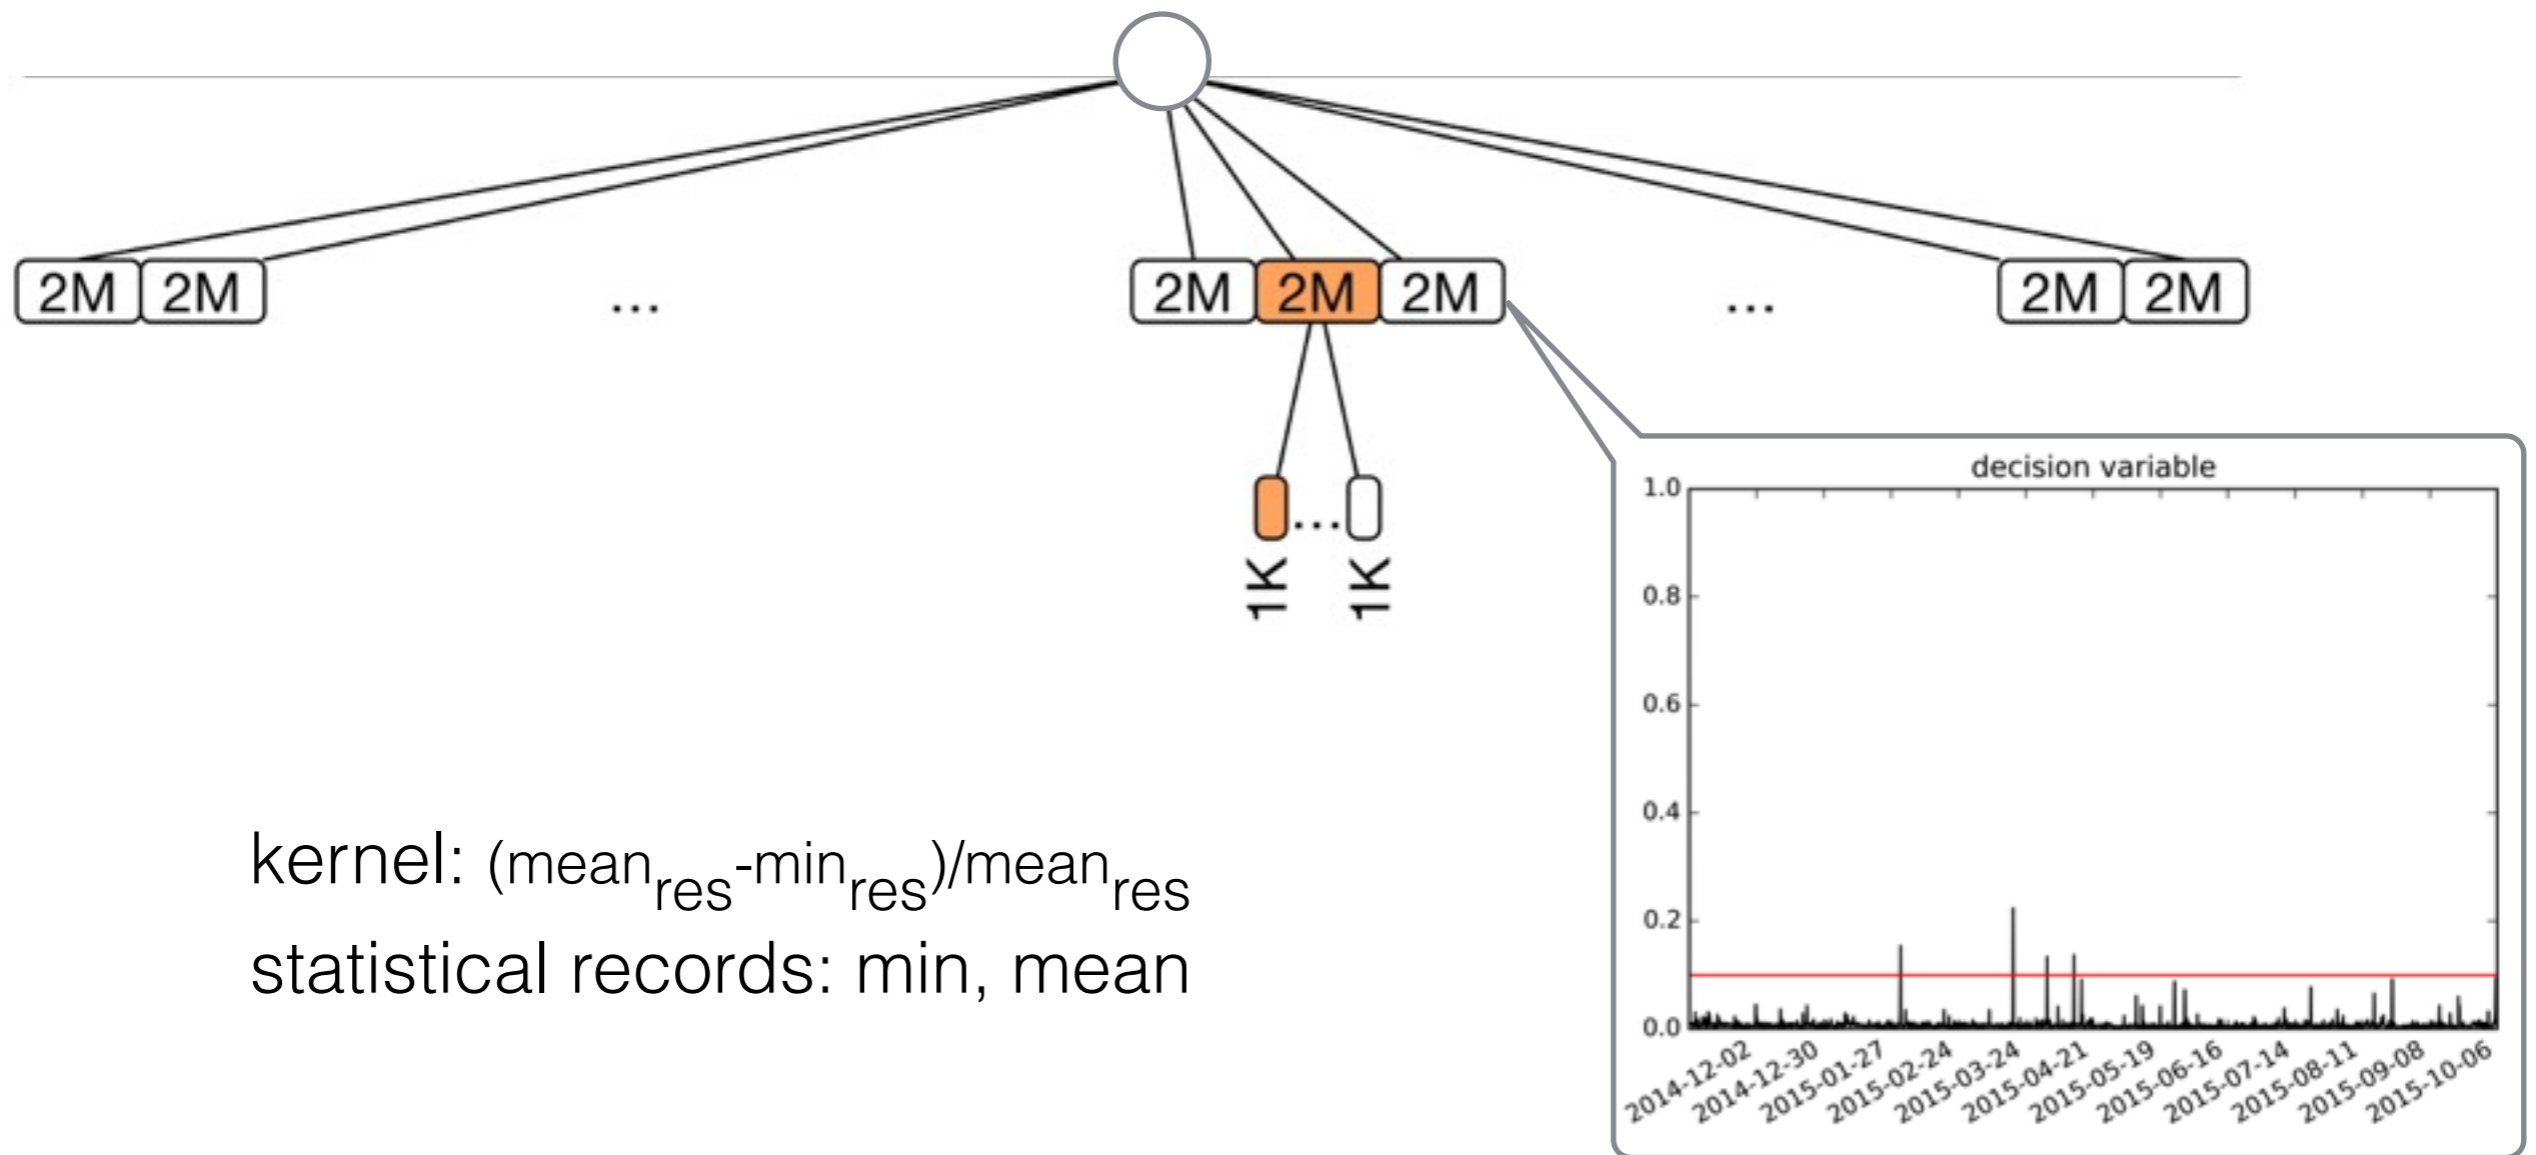 2M 2M ... 2M 2M 2M ... 2M 2M
...
1K 1K
decision variable
1.0
0.8
0.6
0.4
0.2
0.0
2014-12-02 2014-12-30 2015-01-27 2015-02-24 2015-03-24 2015-04-21 2015-05-19 2015-06-16 2015-07-14 2015-08-11 2015-09-08 2015-10-06
kernel: (meanres-minres)/meanres
statistical records: min, mean